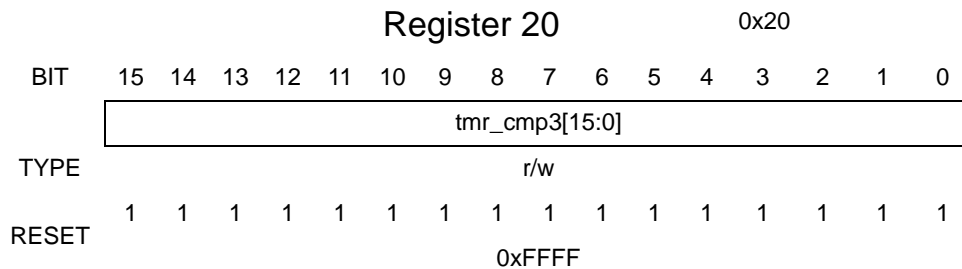 Register 20 0x20
BIT 15 14 13 12 11 10 9 8 7 6 5 4 3 2 1 0
tmr_cmp3[15:0]
TYPE r/w
RESET 1 1 1 1 1 1 1 1 1 1 1 1 1 1 1 1
0xFFFF